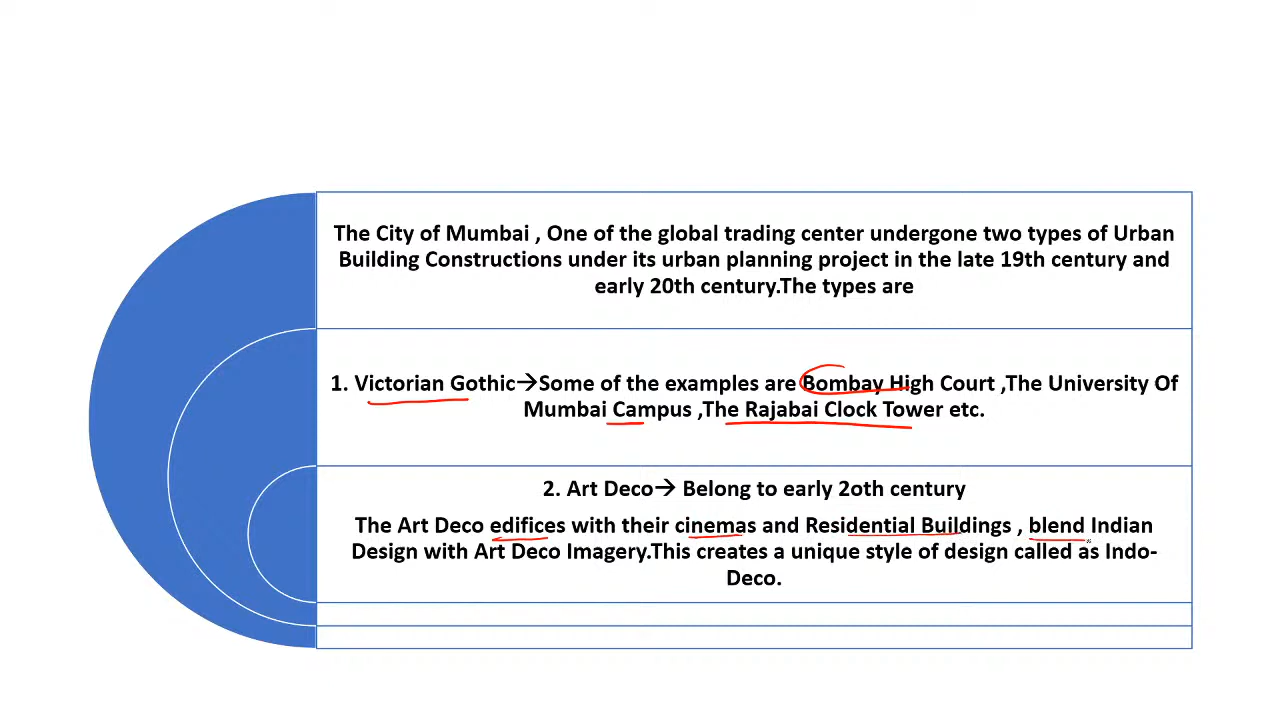 The City of Mumbai , One of the global trading center undergone two types of Urban
Building Constructions under its urban planning project in the late 19th century and
early 20th century.The types are
1. Victorian Gothic→Some of the examples are Bombay High Court ,The University Of
Mumbai Campus ,The Rajabai Clock Tower etc.
2. Art Deco→ Belong to early 2oth century
The Art Deco edifices with their cinemas and Residential Buildings , blend Indian
Design with Art Deco Imagery.This creates a unique style of design called as Indo-
Deco.